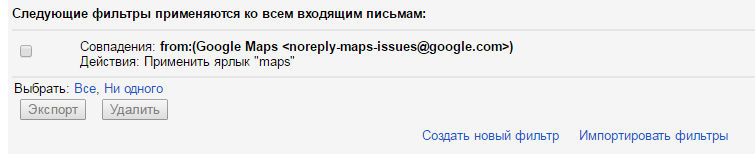 Следующие фильтры применяются ко всем входящим письмам:
Совпадения: from:(Google Maps <noreply-maps-issues@google.com>)
Действия: Применить ярлык "maps"
Выбрать: Все, Ни одного
Экспорт Удалить
Создать новый фильтр Импортировать фильтры